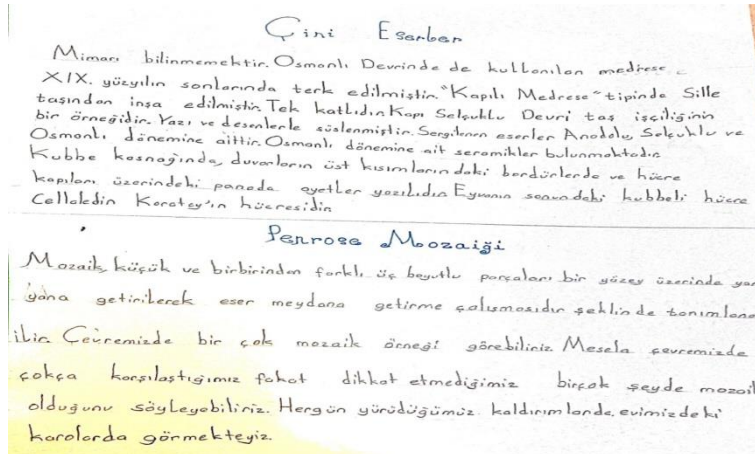 Çini Eserler
Mimarı bilinmemektir. Osmanlı Devrinde de kullanılan medrese
XIX. yüzyılın sonlarında terk edilmiştir. "Kapılı Medrese" tipinde Sille
taşından inşa edilmiştir. Tek katlıdır. Kapı Selçuklu Devri taş işçiliğinin
bir örneğidir. Yazı ve desenlerle süslenmiştir. Sergilenen eserler Anadolu Selçuklu ve
Osmanlı dönemine aittir. Osmanlı dönemine ait seramikler bulunmaktadır.
Kubbe kasnağında, duvarların üst kısımlarındaki bordürlerde ve hücre
kapıları üzerindeki panoda ayetler yazılıdır. Eyvanın sonundaki kubbeli hücre
Celleledin Karatay'ın hücresidir.
Penrose Mozaiği
Mozaik, küçük ve birbirinden farklı üç boyutlu parçaları bir yüzey üzerinde yan
yana getirilerek eser meydana getirme çalışmasıdır şeklinde tanımlana
ilir. Çevremizde bir çok mozaik örneği görebiliriz. Mesela çevremizde
çokça karşılaştığımız fakat dikkat etmediğimiz birçok şeyde mozaik
olduğunu söyleyebiliriz. Hergün yürüdüğümüz kaldırımlarda, evimizdeki
karolarda görmekteyiz.